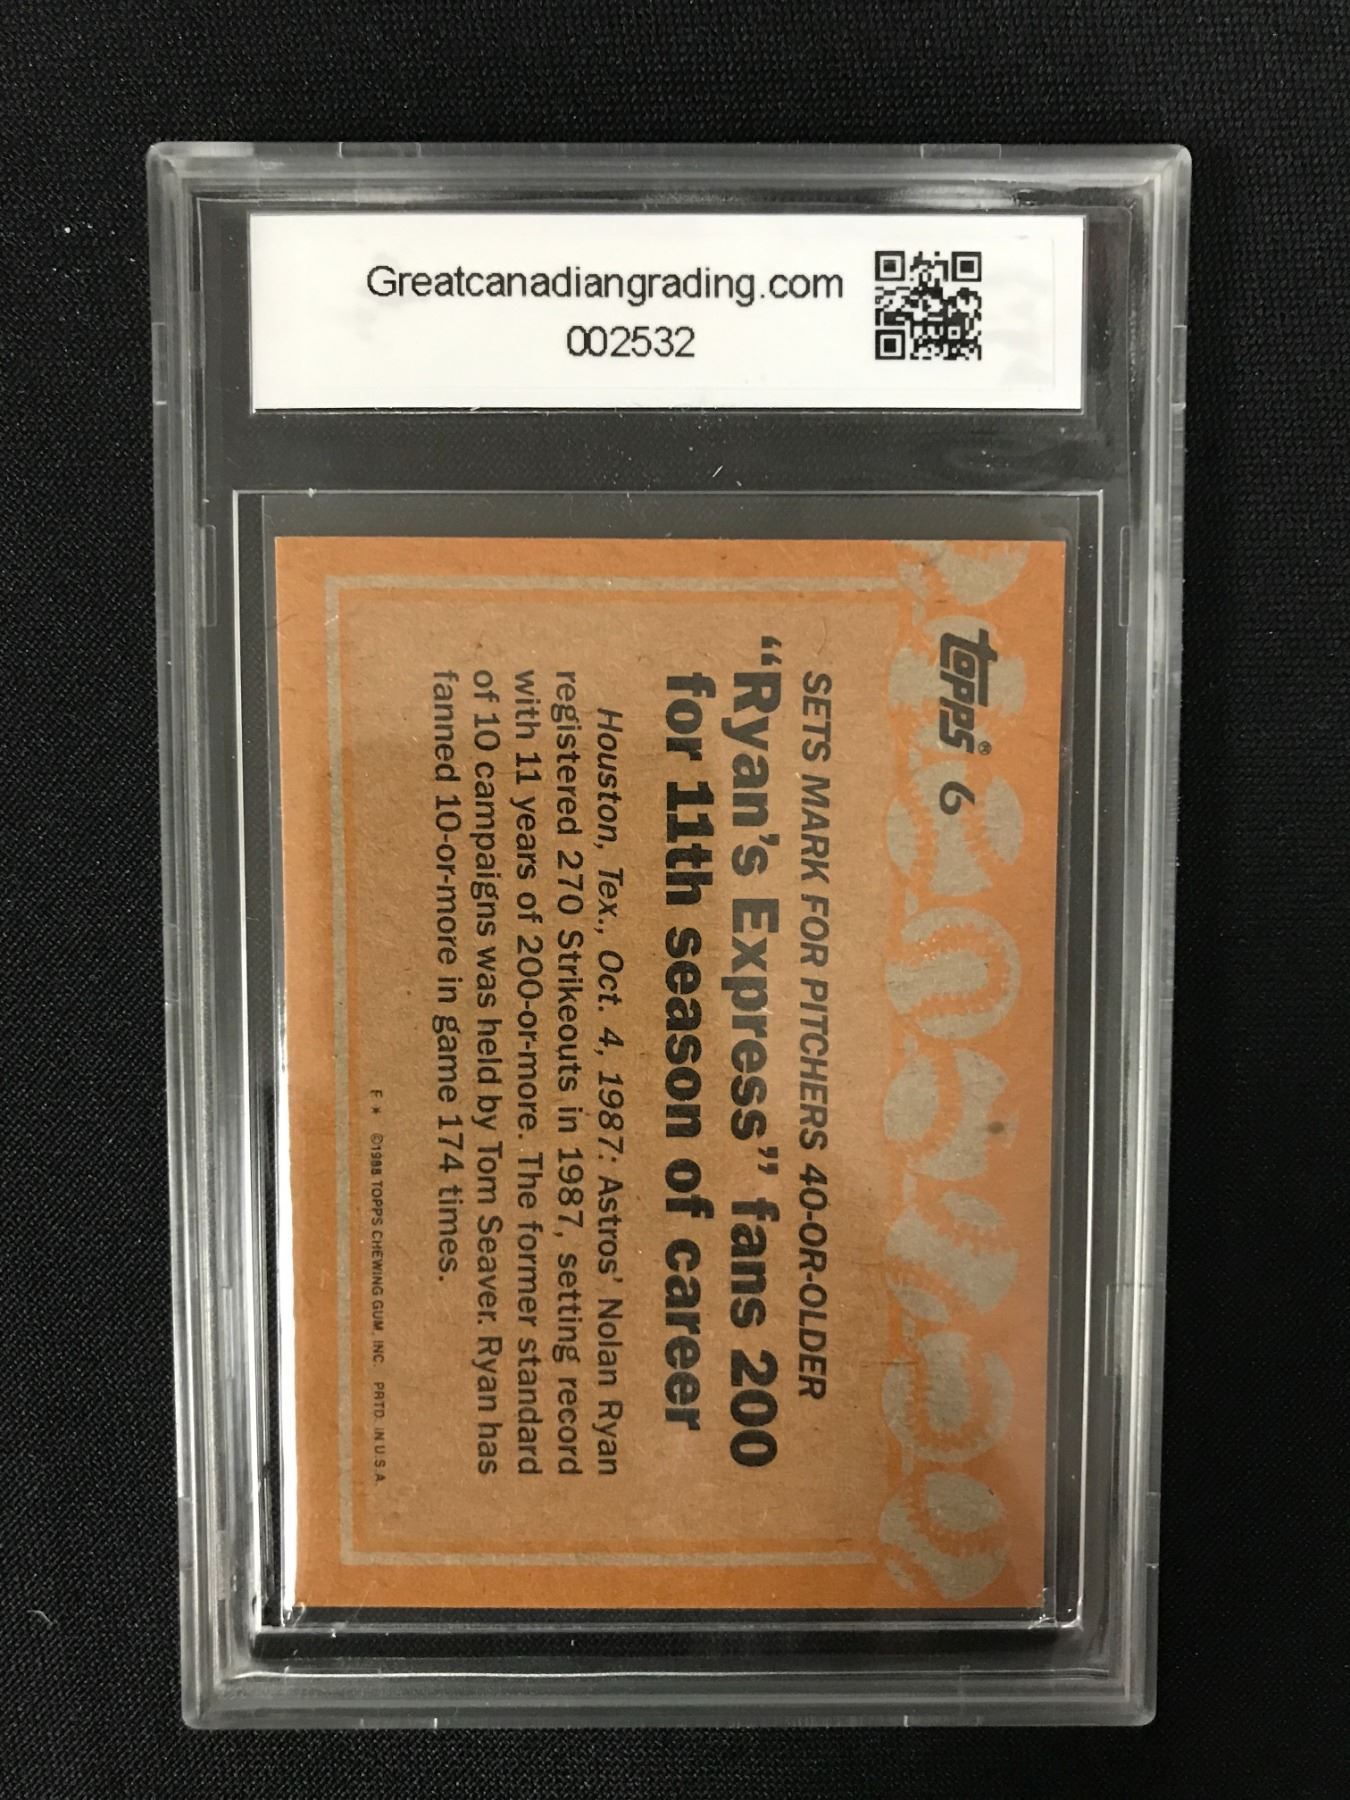 Greatcanadiangrading.com
002532
Topps® 6
SETS MARK FOR PITCHERS 40-OR-OLDER
"Ryan's Express" fans 200
for 11th season of career
Houston, Tex., Oct. 4, 1987: Astros' Nolan Ryan
registered 270 Strikeouts in 1987, setting record
with 11 years of 200-or-more. The former standard
of 10 campaigns was held by Tom Seaver. Ryan has
fanned 10-or-more in game 174 times.
F * ©1988 TOPPS CHEWING GUM, INC. PRTD. IN U.S.A.